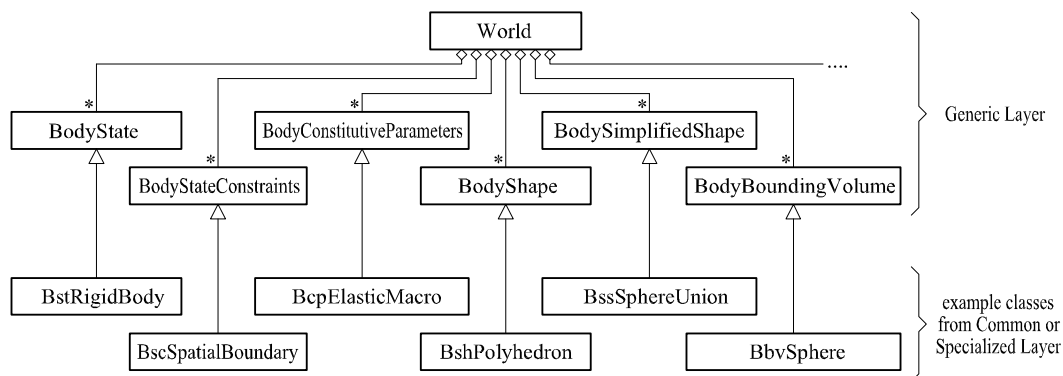 World
....
* * *
BodyState
BodyConstitutiveParameters
BodySimplifiedShape
Generic Layer
* * *
BodyStateConstraints
BodyShape
BodyBoundingVolume
BstRigidBody
BcpElasticMacro
BssSphereUnion
example classes
from Common or
Specialized Layer
BscSpatialBoundary
BshPolyhedron
BbvSphere